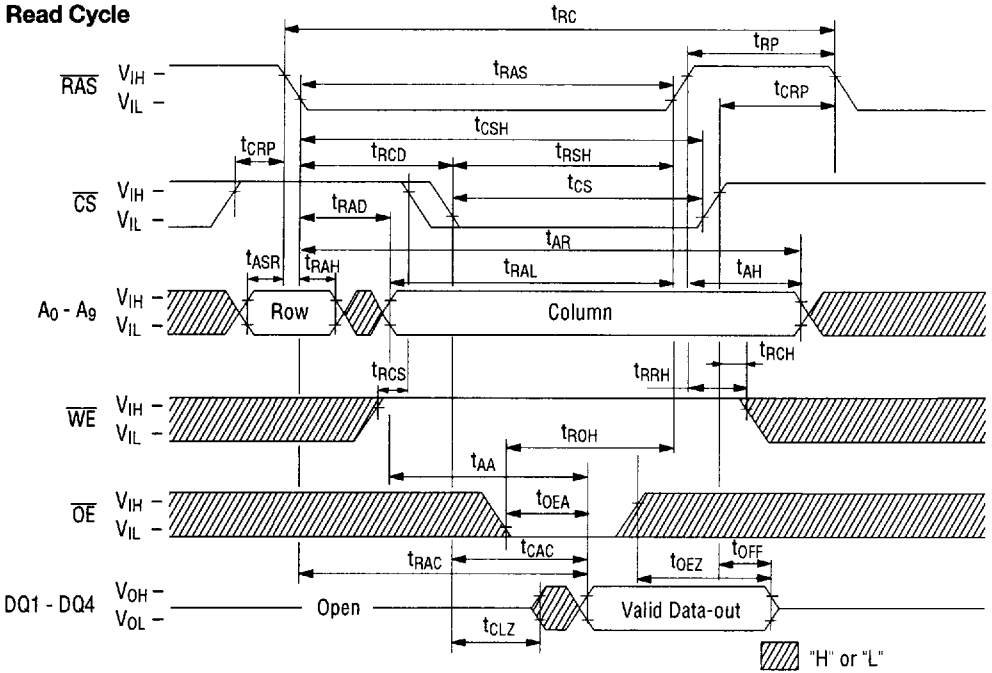 Read Cycle
tRC
tRP
RAS VIH –
VIL –
tRAS
tCRP
tCSH
tCRP
tRCD
tRSH
CS VIH –
VIL –
tCS
tRAD
tAR
tASR
tRAH
tRAL
tAH
A0 - A9 VIH –
VIL –
Row
Column
tRCH
tRCS
tRRH
WE VIH –
VIL –
tROH
tAA
OE VIH –
VIL –
tOEA
tCAC
tOFF
tRAC
tOEZ
DQ1 - DQ4 VOH –
VOL –
Open
Valid Data-out
tCLZ
"H" or "L"